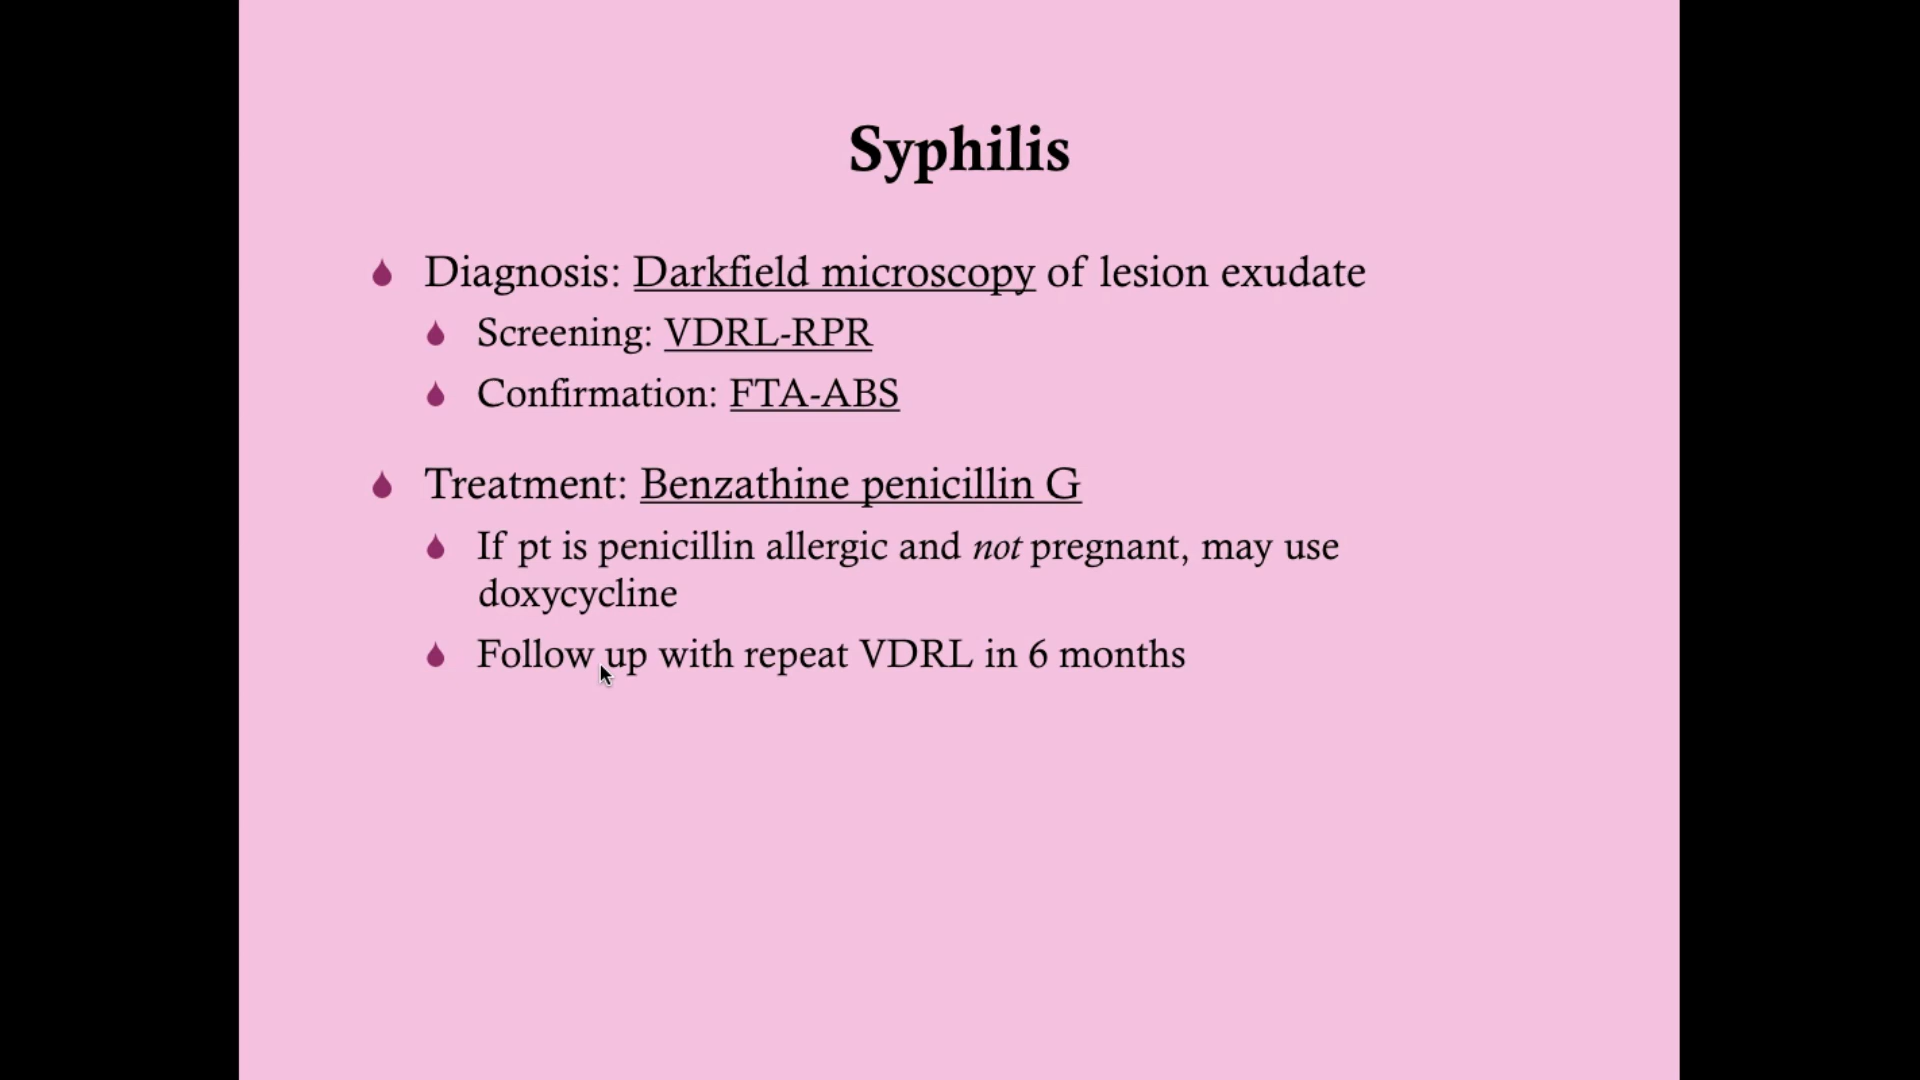 Syphilis
Diagnosis: Darkfield microscopy of lesion exudate
Screening: VDRL-RPR
Confirmation: FTA-ABS
Treatment: Benzathine penicillin G
If pt is penicillin allergic and not pregnant, may use
doxycycline
Follow up with repeat VDRL in 6 months